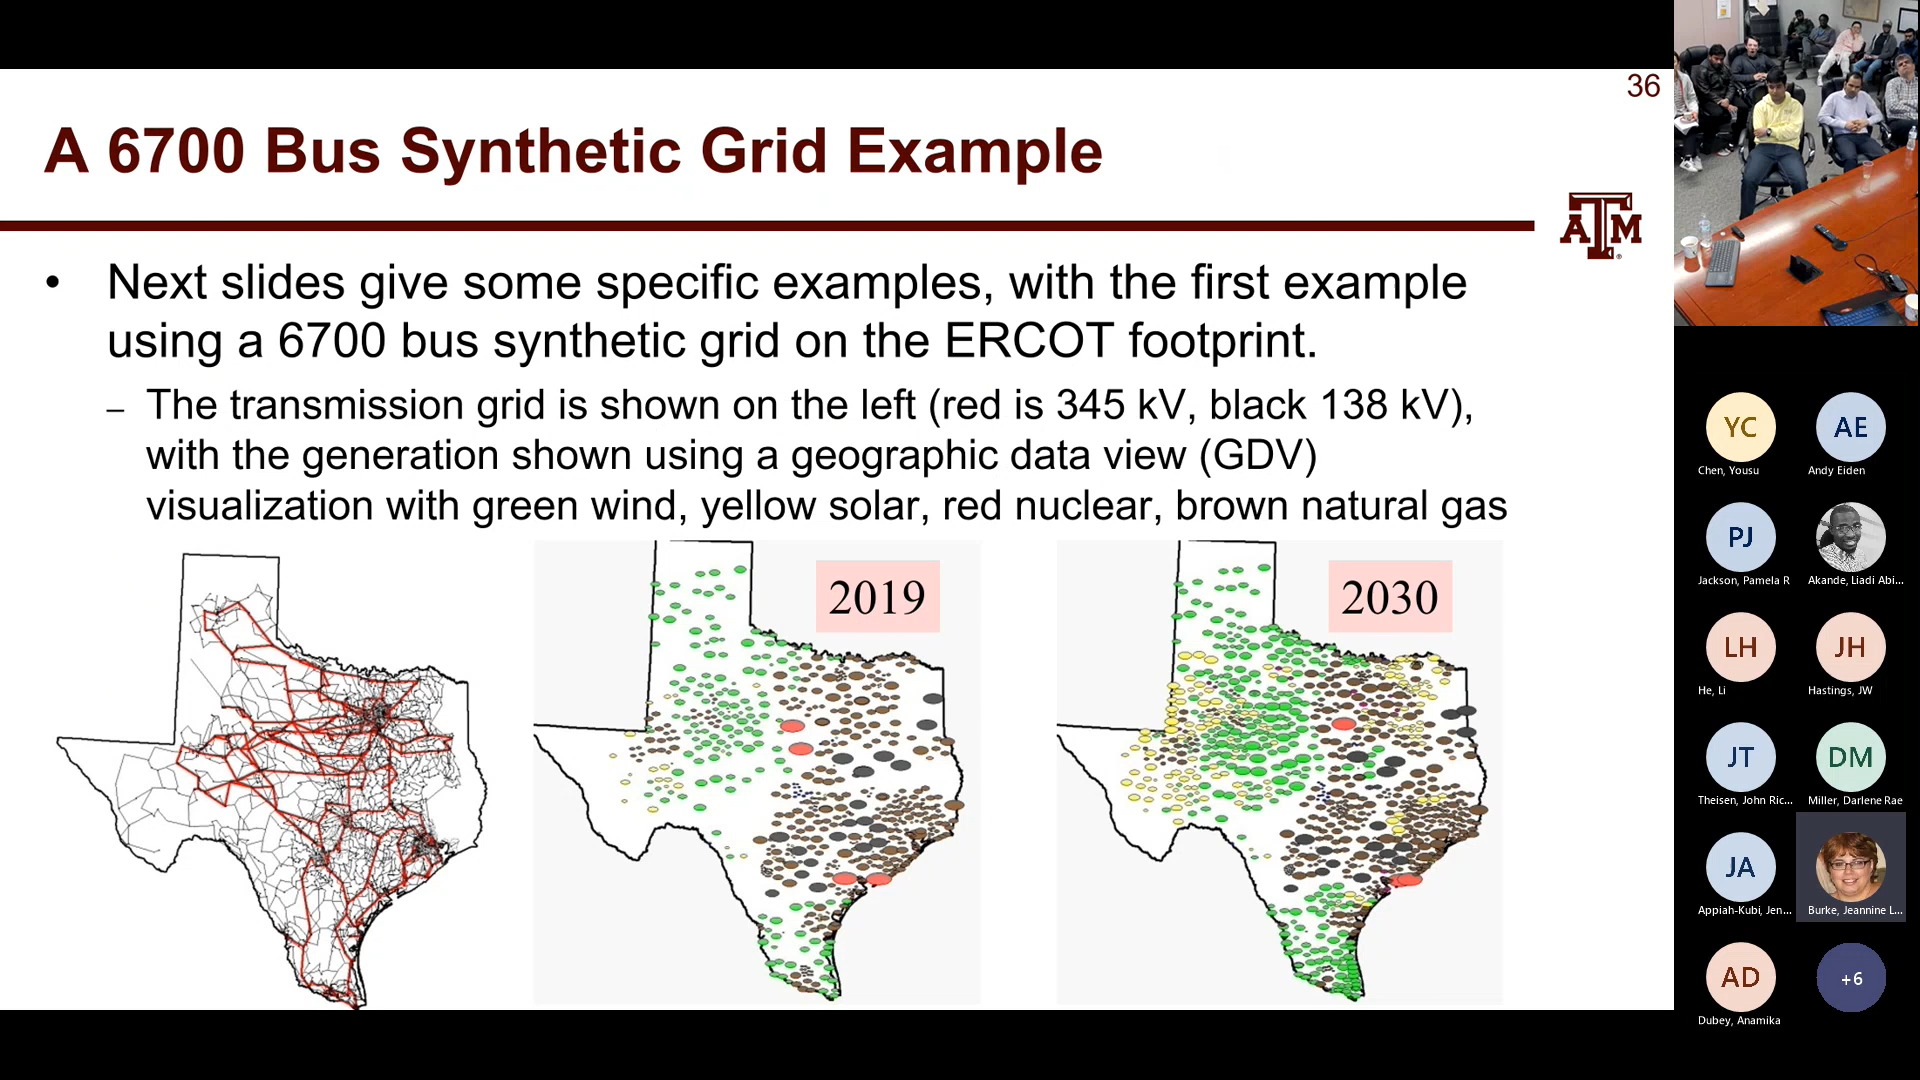 36
A 6700 Bus Synthetic Grid Example
ATM
• Next slides give some specific examples, with the first example
using a 6700 bus synthetic grid on the ERCOT footprint.
– The transmission grid is shown on the left (red is 345 kV, black 138 kV),
with the generation shown using a geographic data view (GDV)
visualization with green wind, yellow solar, red nuclear, brown natural gas
2019
2030
YC
Chen, Yousu
AE
Andy Eiden
PJ
Jackson, Pamela R
Akande, Liadi Abi...
LH
He, Li
JH
Hastings, JW
JT
Theisen, John Ric...
DM
Miller, Darlene Rae
JA
Appiah-Kubi, Jen...
Burke, Jeannine L...
AD
Dubey, Anamika
+6